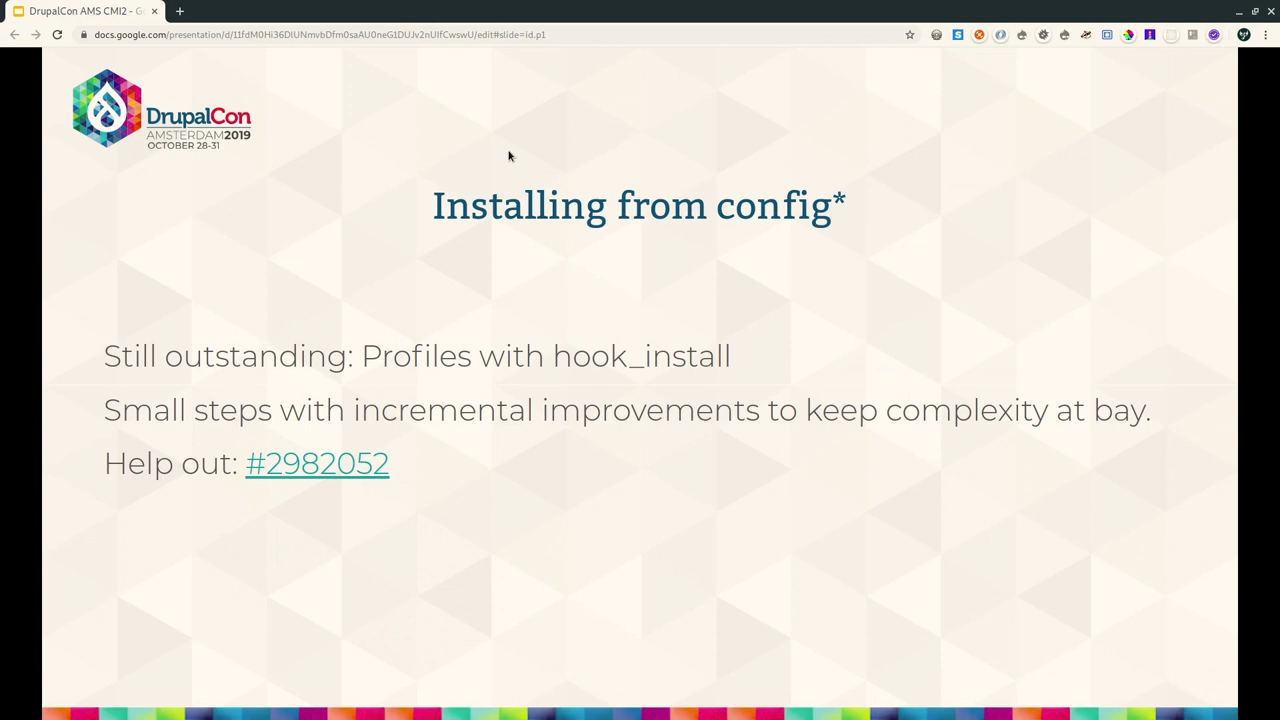 DrupalCon AMS CMI2 - G
docs.google.com/presentation/d/11fdM0Hi36DIUNmvbDfm0saAU0neG1DUJv2nUIfCwswU/edit#slide=id.p1
DrupalCon
AMSTERDAM2019
OCTOBER 28-31
Installing from config*
Still outstanding: Profiles with hook_install
Small steps with incremental improvements to keep complexity at bay.
Help out: #2982052